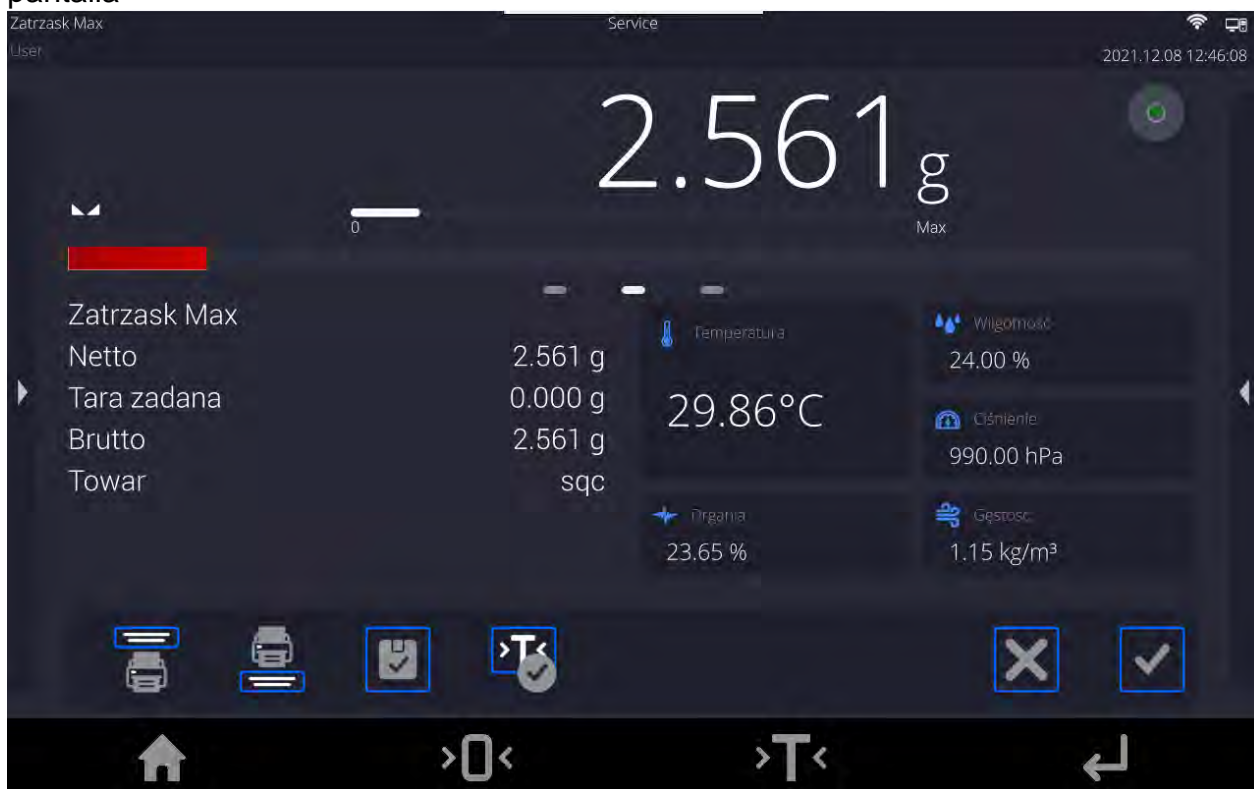 pantalla
Zatrzask Max
Service
User
2021.12.08 12:46:08
2.561 g
0
Max
Zatrzask Max
Netto 2.561 g
Tara zadana 0.000 g
Brutto 2.561 g
Towar sqc
Temperatura
29.86°C
Wilgotność
24.00 %
Ciśnienie
990.00 hPa
Drgania
23.65 %
Gęstość
1.15 kg/m³
>T<
>0<
>T<